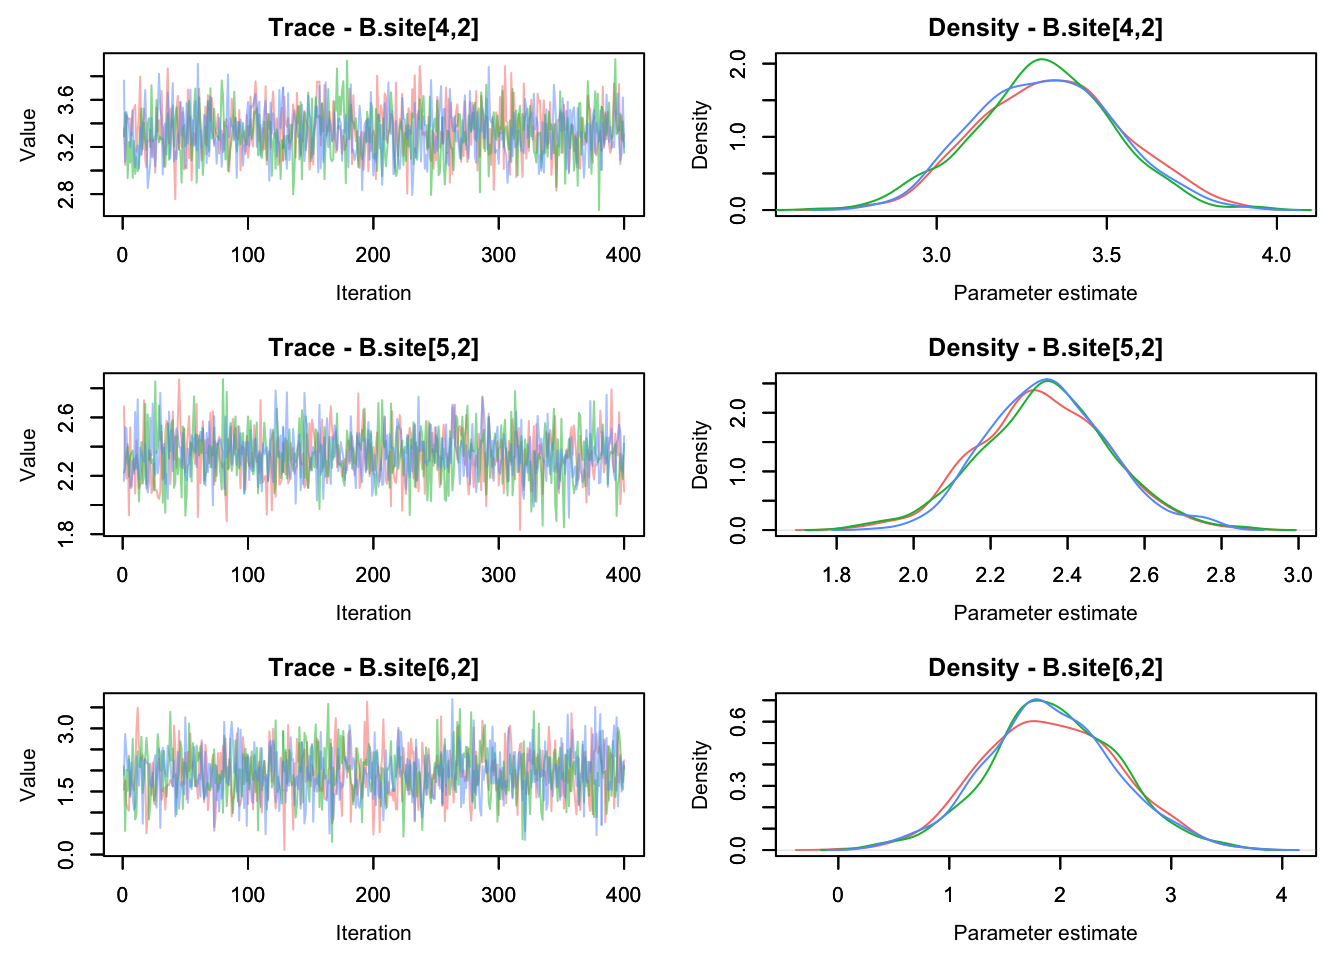 Trace - B.site[4,2]
Value
2.8 3.2 3.6
0 100 200 300 400
Iteration
Density - B.site[4,2]
Density
0.0 1.0 2.0
3.0 3.5 4.0
Parameter estimate
Trace - B.site[5,2]
Value
1.8 2.2 2.6
0 100 200 300 400
Iteration
Density - B.site[5,2]
Density
0.0 1.0 2.0
1.8 2.0 2.2 2.4 2.6 2.8 3.0
Parameter estimate
Trace - B.site[6,2]
Value
0.0 1.5 3.0
0 100 200 300 400
Iteration
Density - B.site[6,2]
Density
0.0 0.3 0.6
0 1 2 3 4
Parameter estimate